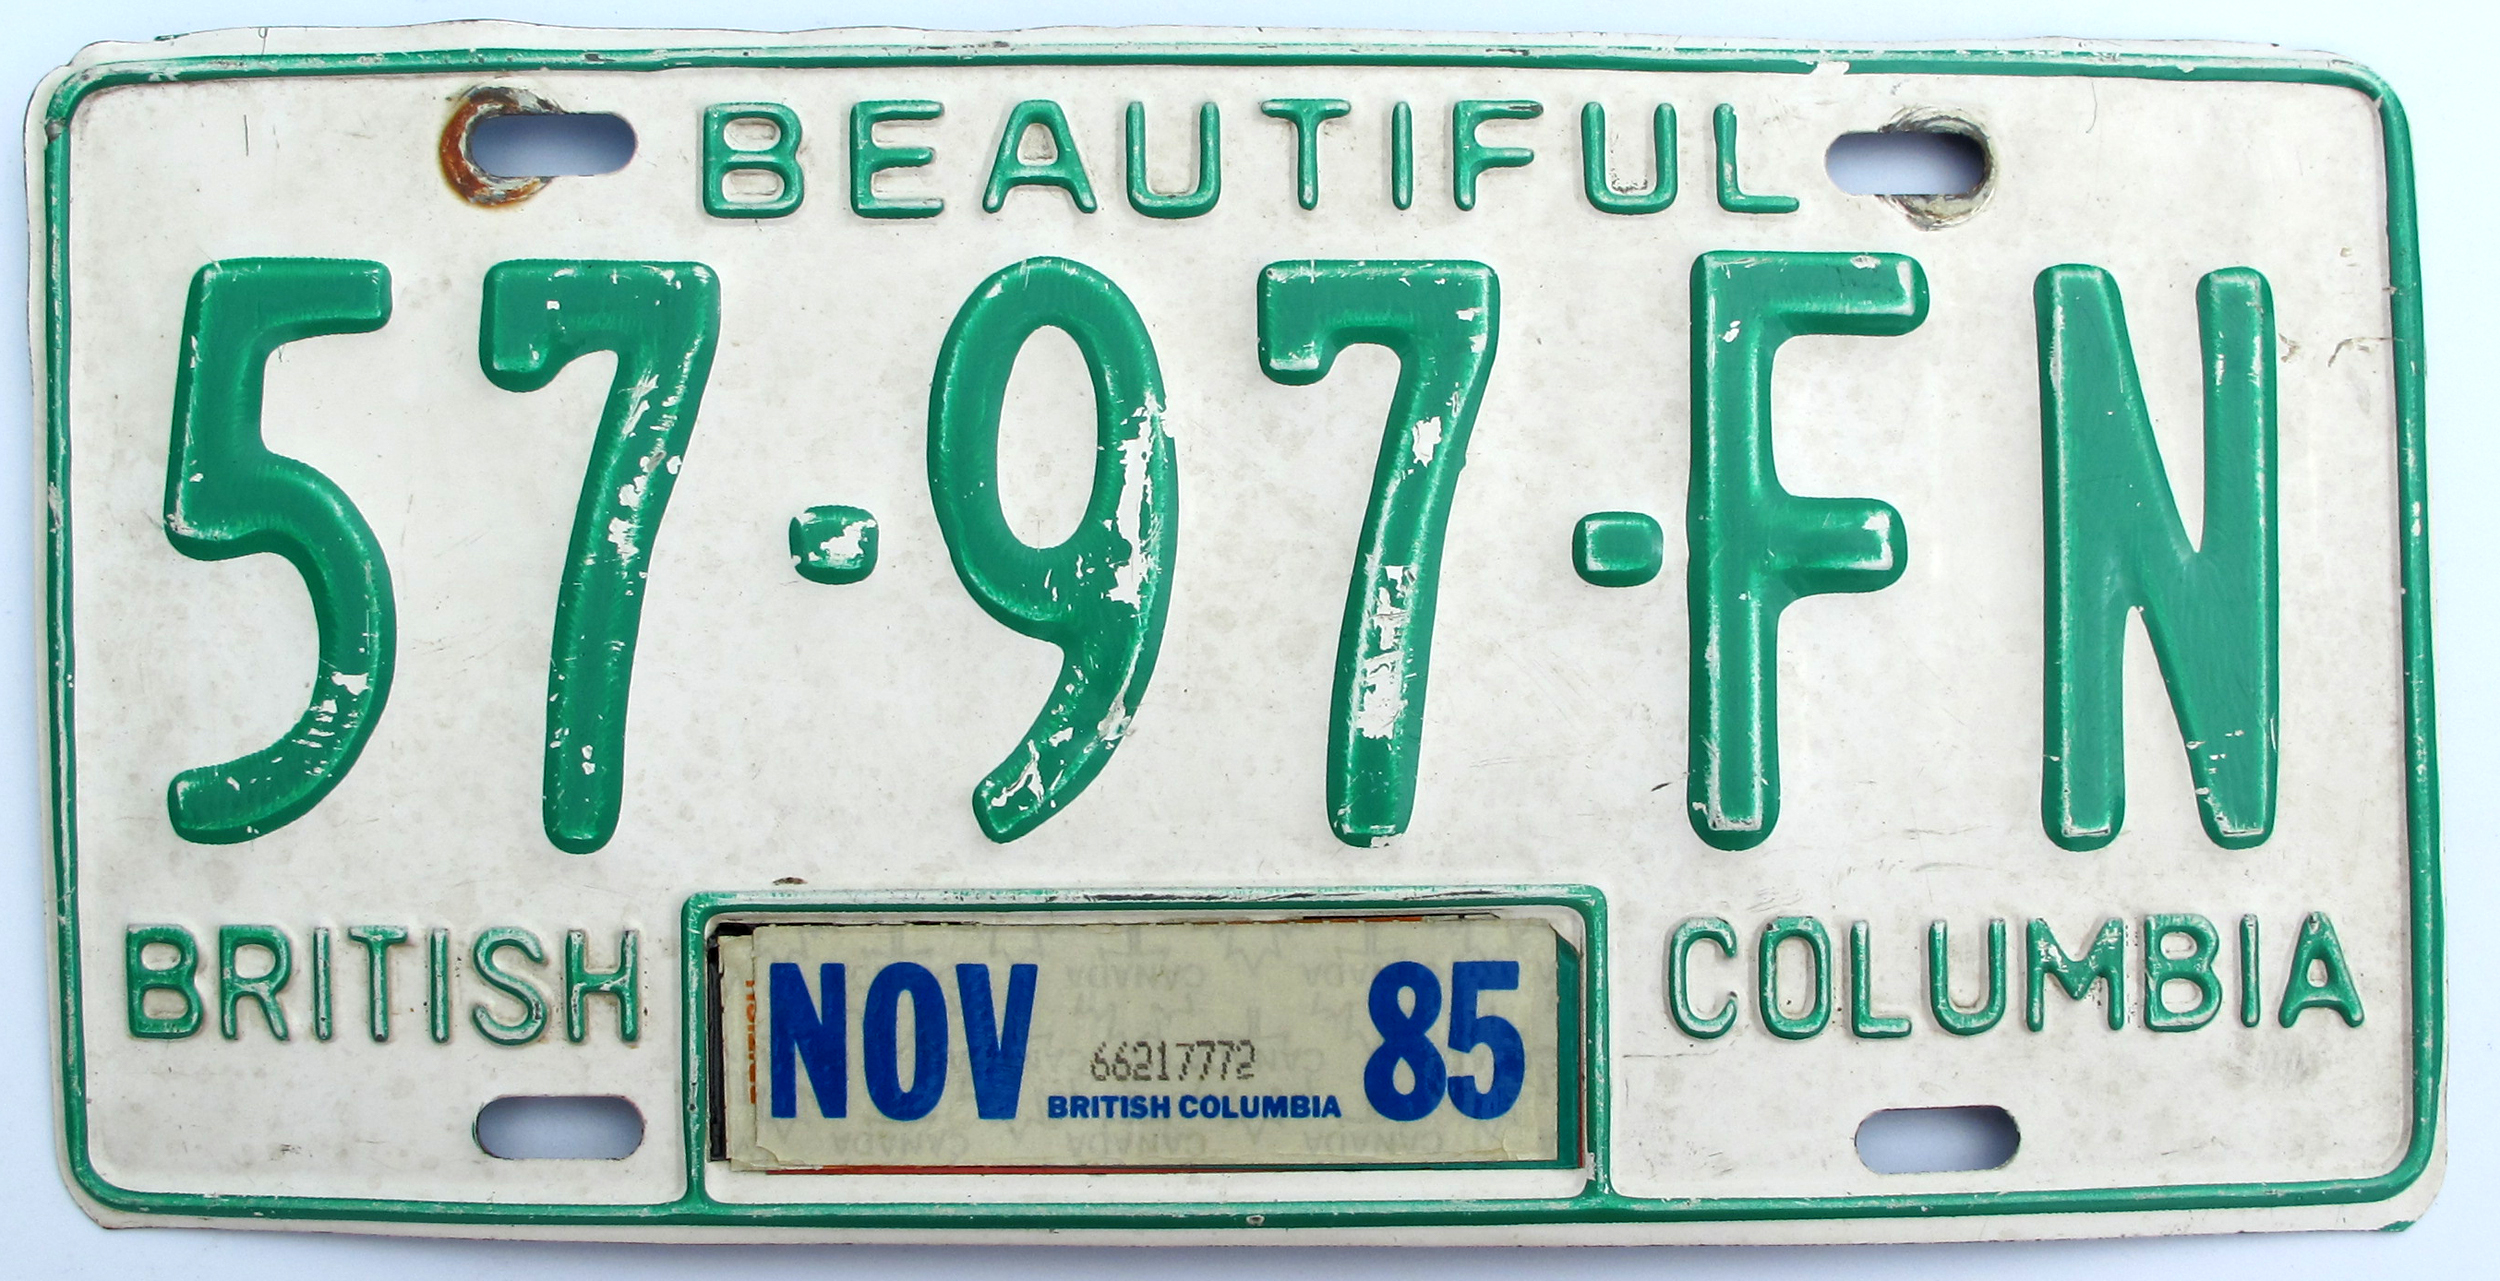 BEAUTIFUL
57·97·FN
BRITISH NOV 66217772 85 COLUMBIA
BRITISH COLUMBIA